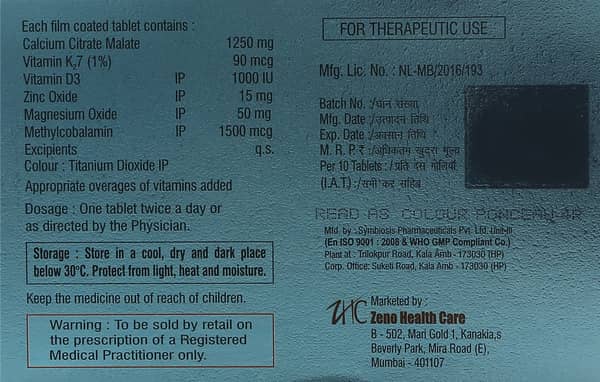 Each film coated tablet contains :
Calcium Citrate Malate 1250 mg
Vitamin K27 (1%) 90 mcg
Vitamin D3 IP 1000 IU
Zinc Oxide IP 15 mg
Magnesium Oxide IP 50 mg
Methylcobalamin IP 1500 mcg
Excipients q.s.
Colour : Titanium Dioxide IP
Appropriate overages of vitamins added
Dosage : One tablet twice a day or
as directed by the Physician.
Storage : Store in a cool, dry and dark place
below 30°C. Protect from light, heat and moisture.
Keep the medicine out of reach of children.
Warning : To be sold by retail on
the prescription of a Registered
Medical Practitioner only.
FOR THERAPEUTIC USE
Mfg. Lic. No. : NL-MB/2016/193
Batch No. :/घान संख्या
Mfg. Date :/उत्पादन तिथि
Exp. Date :/अवसान तिथि
M. R. P ₹ :/अधिकतम खुदरा मूल्य
Per 10 Tablets :/प्रति दस गोलियाँ
(I.A.T) :/सभी कर सहित
READ AS COLOUR PONCEAU 4R
Mfg. by : Symbiosis Pharmaceuticals Pvt. Ltd. Unit-III
(En ISO 9001 : 2008 & WHO GMP Compliant Co.)
Plant at : Trilokpur Road, Kala Amb - 173030 (HP)
Corp. Office: Suketi Road, Kala Amb - 173030 (HP)
ZHC
Marketed by :
Zeno Health Care
B - 502, Mari Gold 1, Kanakia,s
Beverly Park, Mira Road (E),
Mumbai - 401107